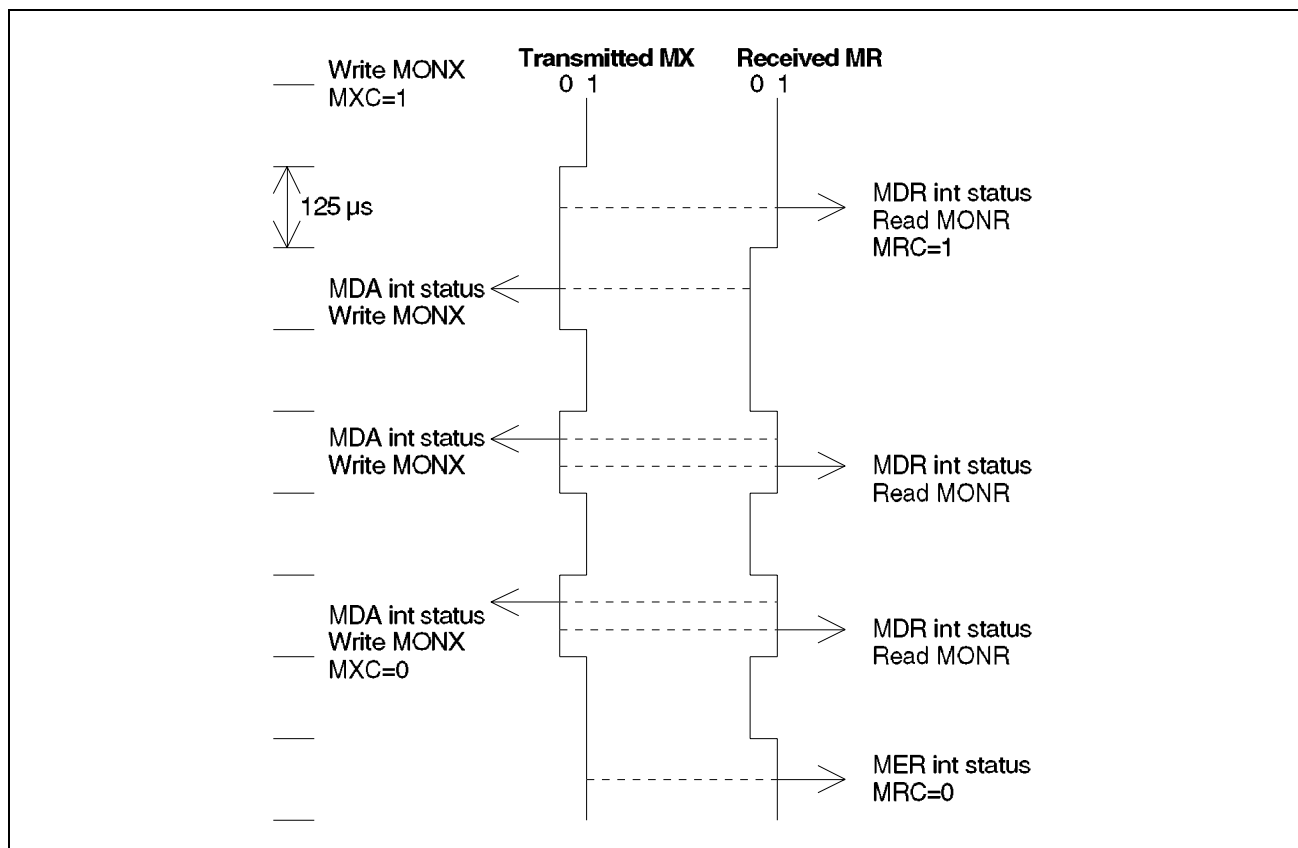 Transmitted MX Received MR
Write MONX
MXC=1
0 1 0 1
125 µs
MDR int status
Read MONR
MRC=1
MDA int status
Write MONX
MDA int status
Write MONX
MDR int status
Read MONR
MDA int status
Write MONX
MXC=0
MDR int status
Read MONR
MER int status
MRC=0